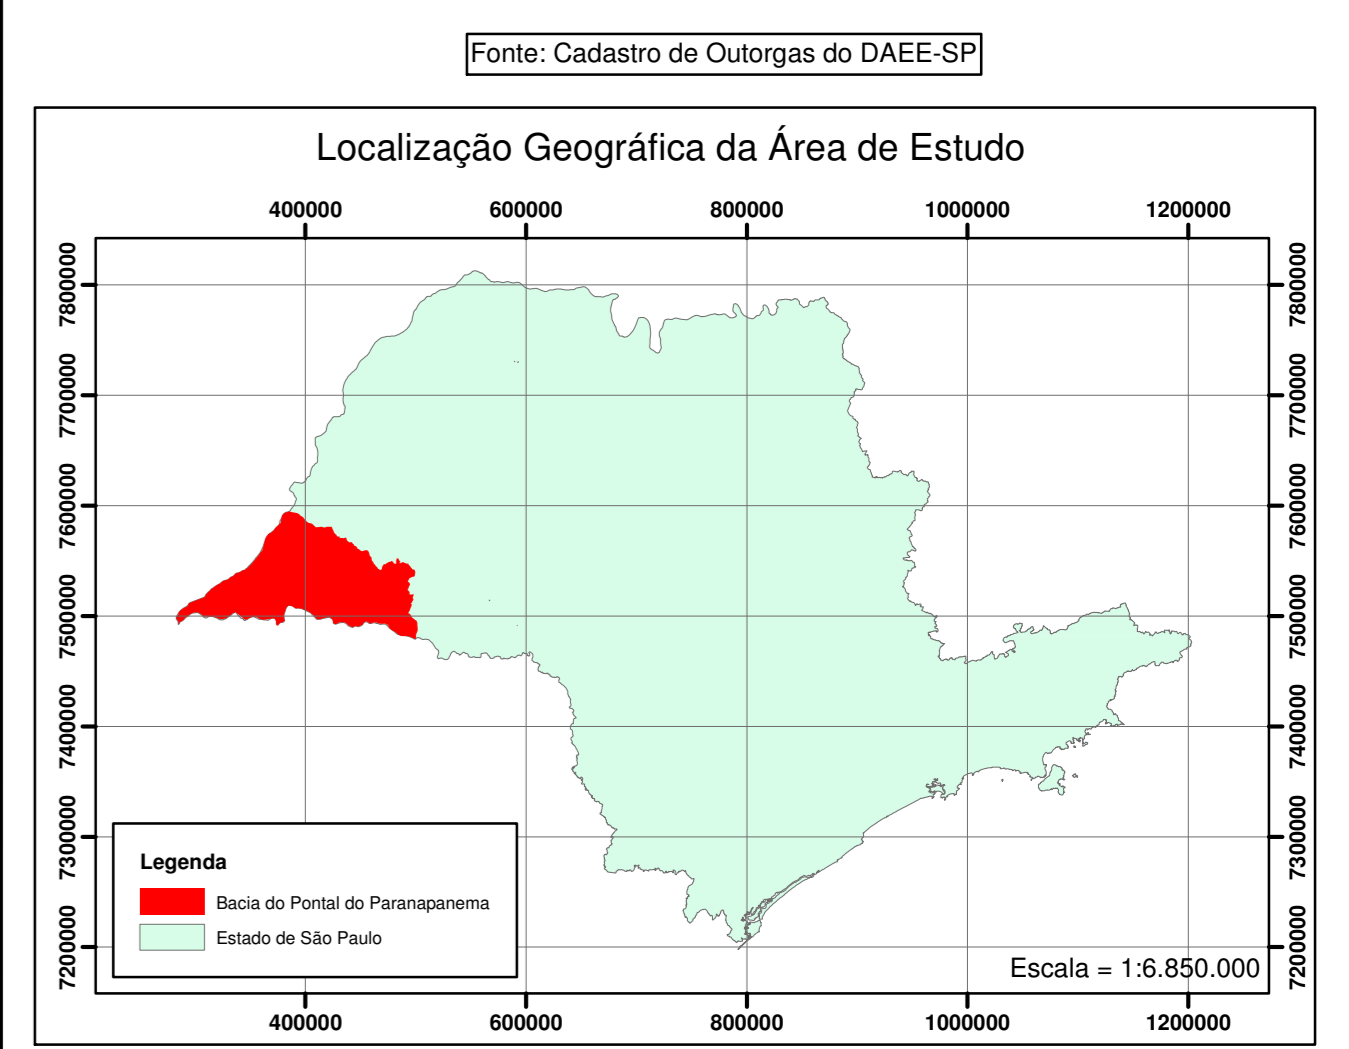 Fonte: Cadastro de Outorgas do DAEE-SP
Localização Geográfica da Área de Estudo
400000 600000 800000 1000000 1200000
7800000 7800000
7700000 7700000
7600000 7600000
7500000 7500000
7400000 7400000
7300000 7300000
7200000 7200000
Legenda
Bacia do Pontal do Paranapanema
Estado de São Paulo
Escala = 1:6.850.000
400000 600000 800000 1000000 1200000